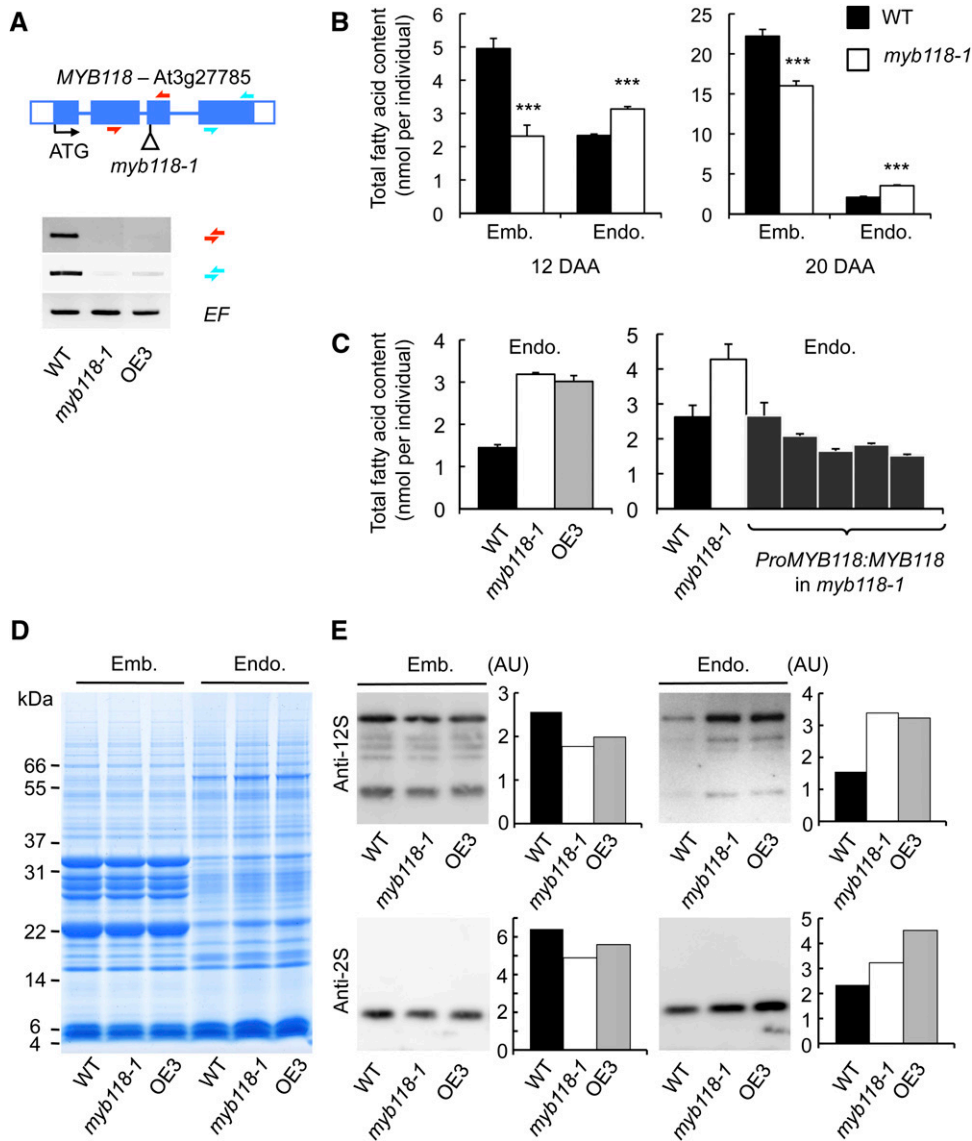 A
MYB118 – At3g27785
ATG
myb118-1
EF
WT
myb118-1
OE3
B
WT
myb118-1
Total fatty acid content
(nmol per individual)
6
5
4
3
2
1
0
***
***
Emb.
Endo.
12 DAA
25
20
15
10
5
0
***
***
Emb.
Endo.
20 DAA
C
Total fatty acid content
(nmol per individual)
4
3
2
1
0
Endo.
WT
myb118-1
OE3
5
4
3
2
1
0
Endo.
WT
myb118-1
ProMYB118:MYB118
in myb118-1
D
Emb.
Endo.
kDa
66
55
37
31
22
14
6
4
WT
myb118-1
OE3
WT
myb118-1
OE3
E
Emb.
(AU)
Endo.
(AU)
Anti-12S
3
2
1
0
4
3
2
1
0
WT
myb118-1
OE3
WT
myb118-1
OE3
WT
myb118-1
OE3
WT
myb118-1
OE3
Anti-2S
6
4
2
0
5
4
3
2
1
0
WT
myb118-1
OE3
WT
myb118-1
OE3
WT
myb118-1
OE3
WT
myb118-1
OE3